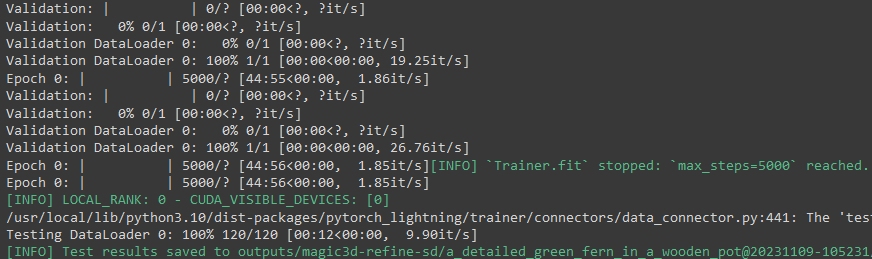 Validation: |          | 0/? [00:00<?, ?it/s]
Validation:   0% 0/1 [00:00<?, ?it/s]
Validation DataLoader 0:   0% 0/1 [00:00<?, ?it/s]
Validation DataLoader 0: 100% 1/1 [00:00<00:00, 19.25it/s]
Epoch 0: |          | 5000/? [44:55<00:00,  1.86it/s]
Validation: |          | 0/? [00:00<?, ?it/s]
Validation:   0% 0/1 [00:00<?, ?it/s]
Validation DataLoader 0:   0% 0/1 [00:00<?, ?it/s]
Validation DataLoader 0: 100% 1/1 [00:00<00:00, 26.76it/s]
Epoch 0: |          | 5000/? [44:56<00:00,  1.85it/s][INFO] `Trainer.fit` stopped: `max_steps=5000` reached.
Epoch 0: |          | 5000/? [44:56<00:00,  1.85it/s]
[INFO] LOCAL_RANK: 0 - CUDA_VISIBLE_DEVICES: [0]
/usr/local/lib/python3.10/dist-packages/pytorch_lightning/trainer/connectors/data_connector.py:441: The 'tes
Testing DataLoader 0: 100% 120/120 [00:12<00:00,  9.90it/s]
[INFO] Test results saved to outputs/magic3d-refine-sd/a_detailed_green_fern_in_a_wooden_pot@20231109-105231